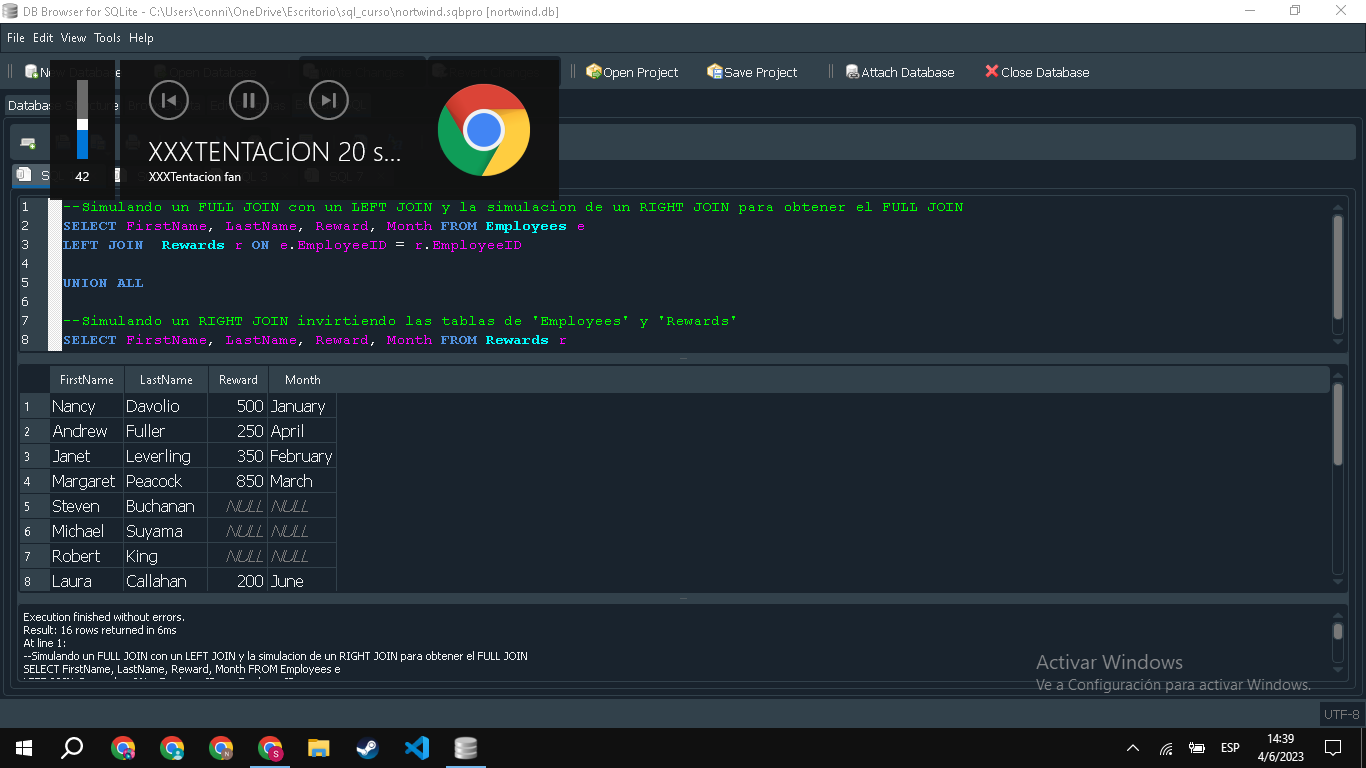 DB Browser for SQLite - C:\Users\conni\OneDrive\Escritorio\sql_curso\nortwind.sqbpro [nortwind.db]
File Edit View Tools Help
Open Project Save Project Attach Database Close Database
Database
XXXTENTACİON 20 s...
XXXTentacion fan
42
1 --Simulando un FULL JOIN con un LEFT JOIN y la simulacion de un RIGHT JOIN para obtener el FULL JOIN
2 SELECT FirstName, LastName, Reward, Month FROM Employees e
3 LEFT JOIN  Rewards r ON e.EmployeeID = r.EmployeeID
4
5 UNION ALL
6
7 --Simulando un RIGHT JOIN invirtiendo las tablas de 'Employees' y 'Rewards'
8 SELECT FirstName, LastName, Reward, Month FROM Rewards r
FirstName LastName Reward Month
1 Nancy Davolio 500 January
2 Andrew Fuller 250 April
3 Janet Leverling 350 February
4 Margaret Peacock 850 March
5 Steven Buchanan NULL NULL
6 Michael Suyama NULL NULL
7 Robert King NULL NULL
8 Laura Callahan 200 June
Execution finished without errors.
Result: 16 rows returned in 6ms
At line 1:
--Simulando un FULL JOIN con un LEFT JOIN y la simulacion de un RIGHT JOIN para obtener el FULL JOIN
SELECT FirstName, LastName, Reward, Month FROM Employees e
Activar Windows
Ve a Configuración para activar Windows.
UTF-8
ESP
14:39
4/6/2023